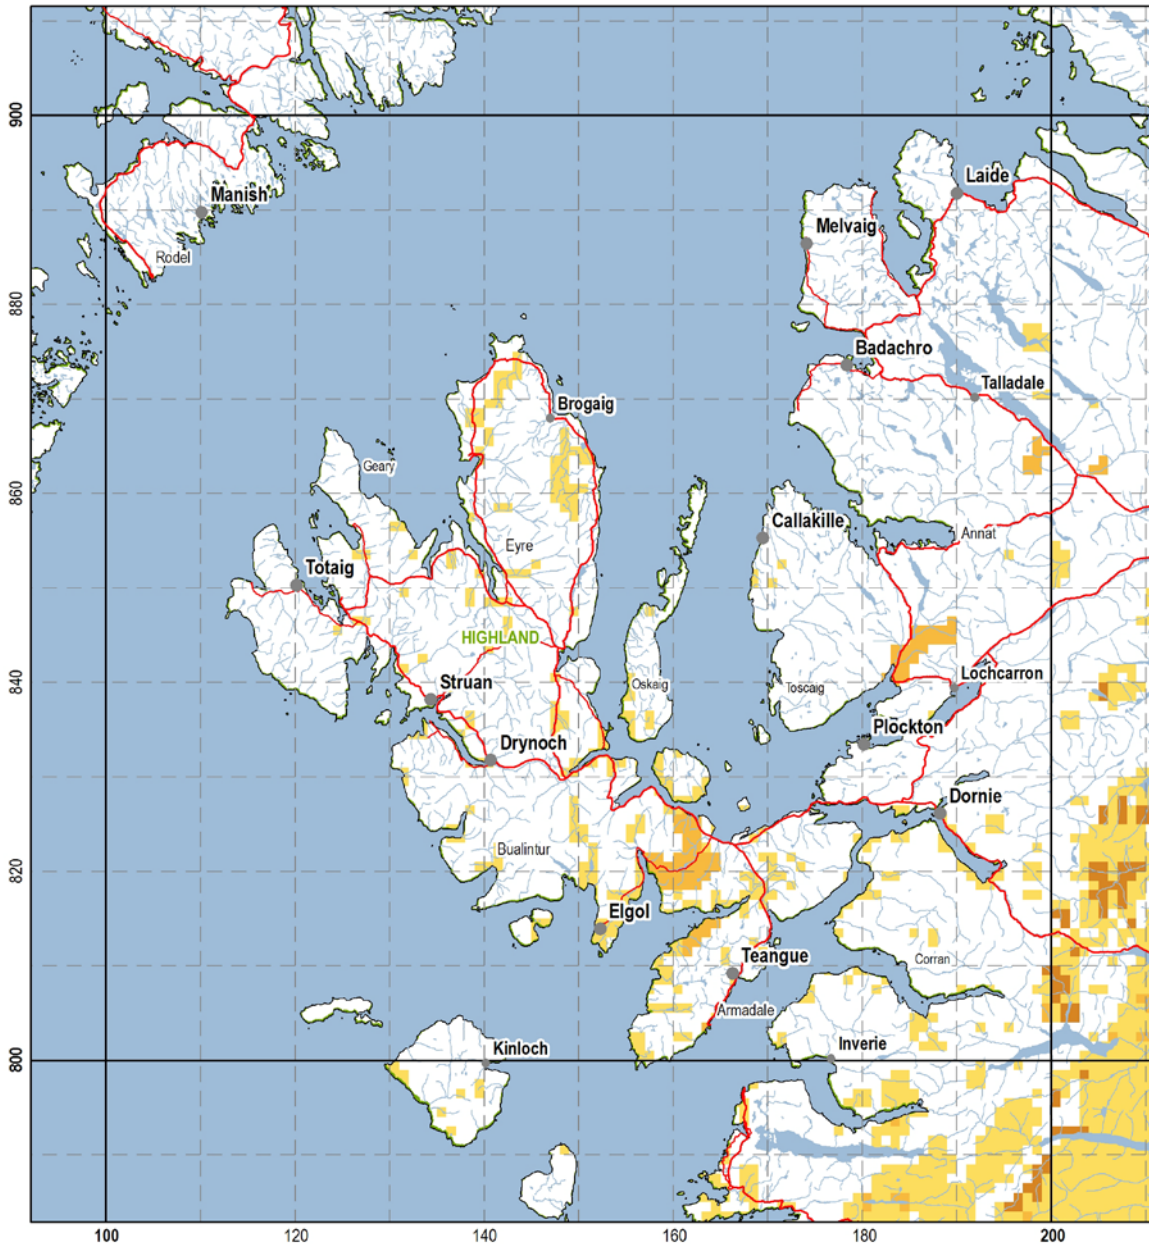 900
Manish
Rodel
Laide
Melvaig
880
Badachro
Talladale
Brogaig
Geary
860
Callakille
Annat
Eyre
Totaig
HIGHLAND
840
Struan
Oskaig
Toscaig
Lochcarron
Plockton
Drynoch
Dornie
820
Bualintur
Elgol
Teangue
Corran
Armadale
800
Kinloch
Inverie
100 120 140 160 180 200